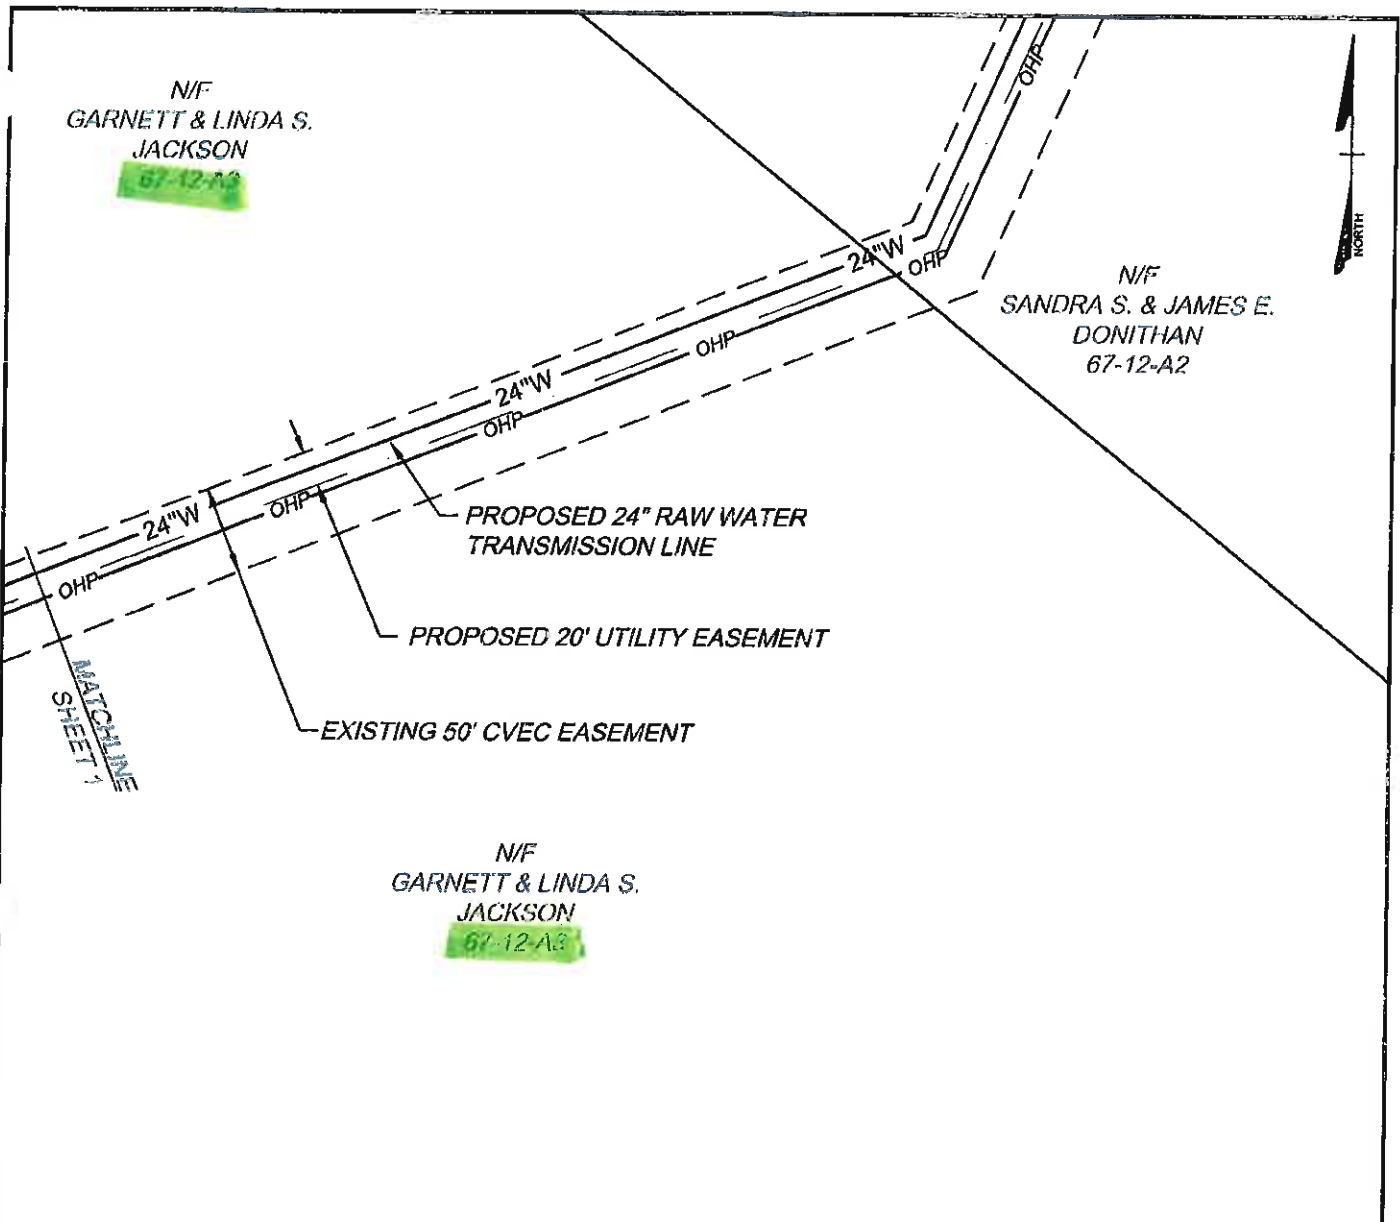 N/F
GARNETT & LINDA S.
JACKSON
67-12-A3
OHP
NORTH
24"W
OHP
N/F
SANDRA S. & JAMES E.
DONITHAN
67-12-A2
OHP
24"W
OHP
24"W
OHP
PROPOSED 24" RAW WATER
TRANSMISSION LINE
OHP
PROPOSED 20' UTILITY EASEMENT
MATCHLINE
SHEET 1
EXISTING 50' CVEC EASEMENT
N/F
GARNETT & LINDA S.
JACKSON
67-12-A3